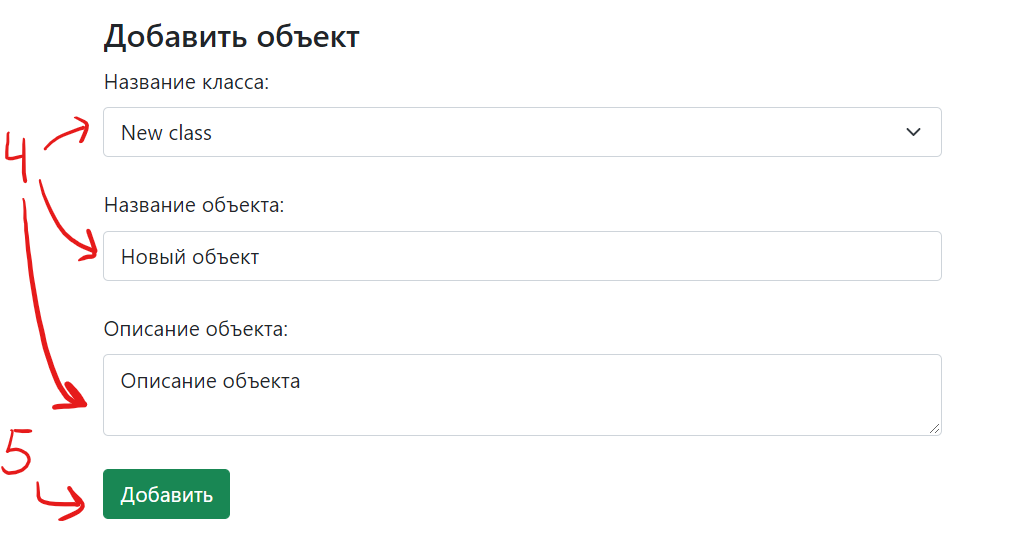 Добавить объект
Название класса:
New class
4
Название объекта:
Новый объект
Описание объекта:
Описание объекта
5
Добавить